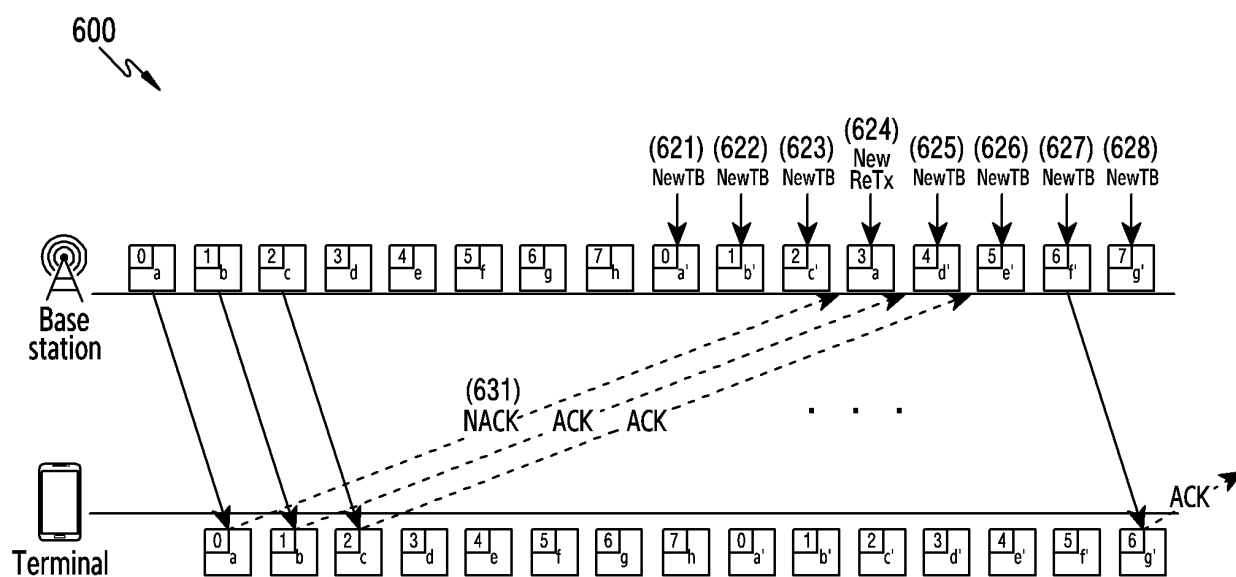 600
(621) (622) (623) (624) (625) (626) (627) (628)
NewTB NewTB NewTB New ReTx NewTB NewTB NewTB NewTB
0 a 1 b 2 c 3 d 4 e 5 f 6 g 7 h 0 a' 1 b' 2 c' 3 a 4 d' 5 e' 6 f' 7 g'
Base
station
(631)
NACK ACK ACK
. . .
ACK
Terminal
0 a 1 b 2 c 3 d 4 e 5 f 6 g 7 h 0 a' 1 b' 2 c' 3 d' 4 e' 5 f' 6 g'